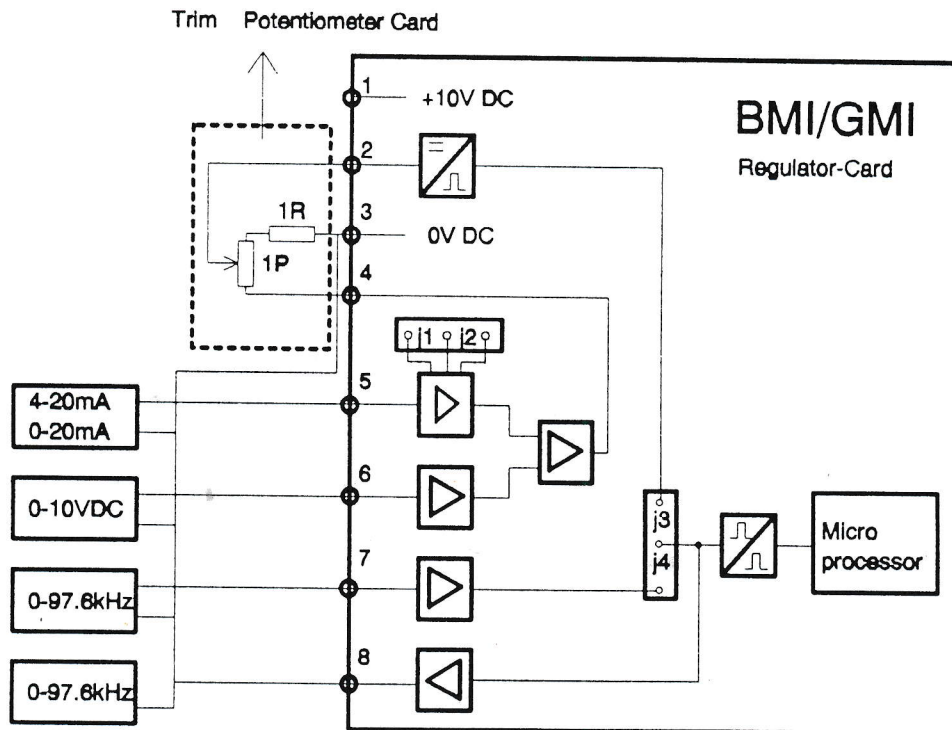 Trim Potentiometer Card
1
+10V DC
BMI/GMI
Regulator-Card
2
1R
3
0V DC
1P
4
j1 j2
5
4-20mA
0-20mA
6
0-10VDC
j3
j4
Micro
processor
7
0-97.6kHz
8
0-97.6kHz